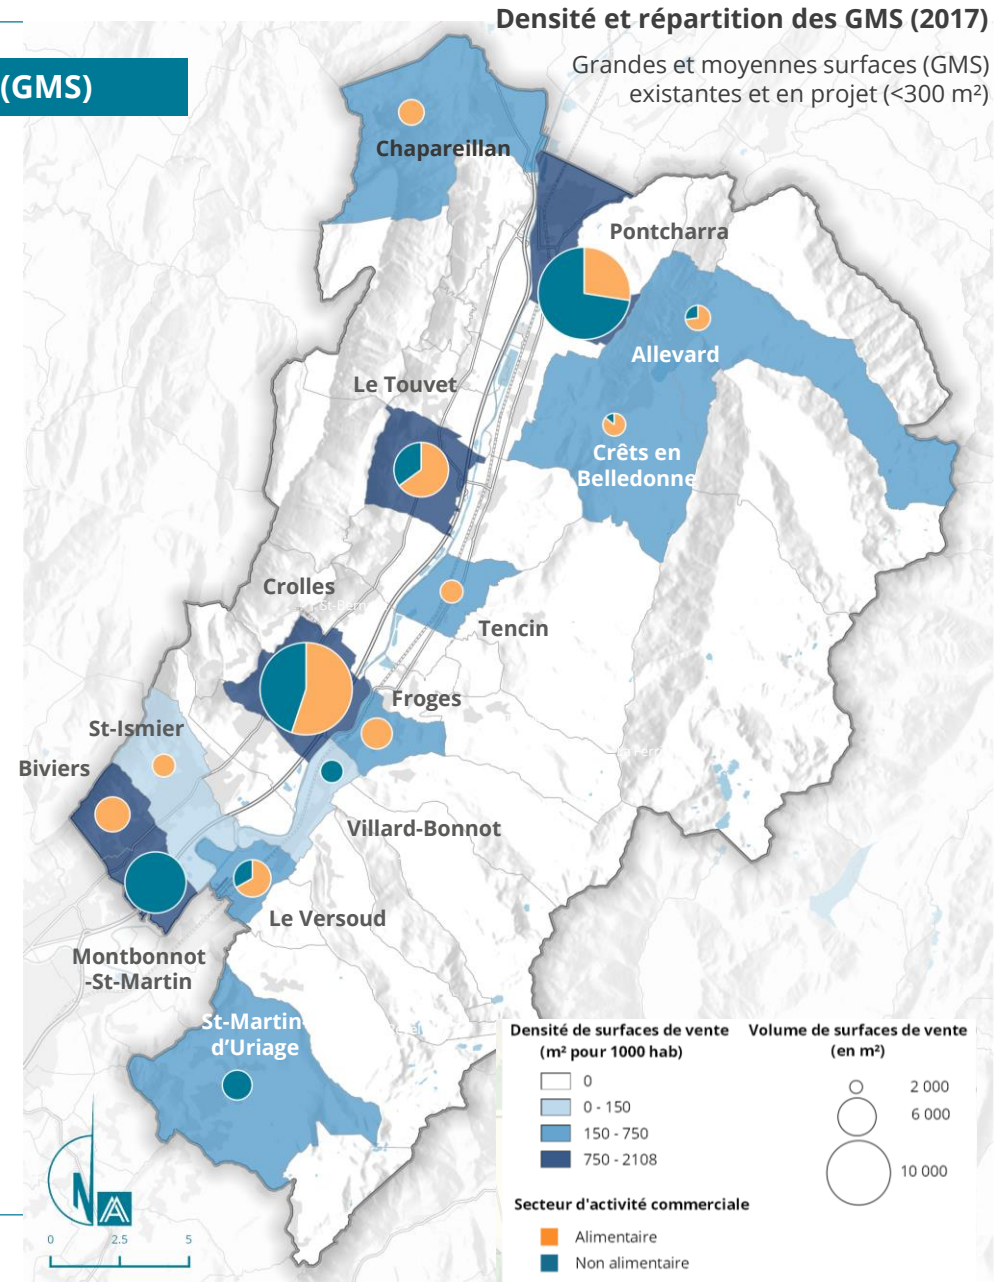 Densité et répartition des GMS (2017)
(GMS)
Grandes et moyennes surfaces (GMS)
existantes et en projet (<300 m²)
Chapareillan
Pontcharra
Allevard
Le Touvet
Crêts en
Belledonne
Crolles
St-Bern
Tencin
Froges
St-Ismier
Biviers
Villard-Bonnot
Le Versoud
Montbonnot
-St-Martin
St-Martin-
d'Uriage
Densité de surfaces de vente
(m² pour 1000 hab)
0
0 - 150
150 - 750
750 - 2108
Volume de surfaces de vente
(en m²)
2 000
6 000
10 000
Secteur d'activité commerciale
Alimentaire
Non alimentaire
N
0 2.5 5